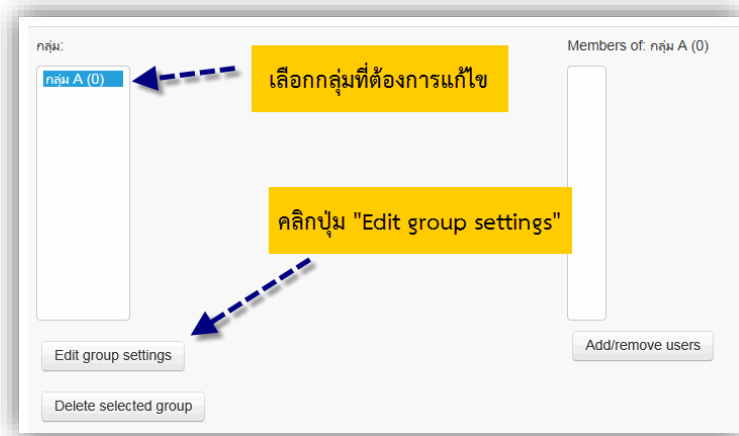 กลุ่ม:
Members of: กลุ่ม A (0)
กลุ่ม A (0)
เลือกกลุ่มที่ต้องการแก้ไข
คลิกปุ่ม "Edit group settings"
Edit group settings
Add/remove users
Delete selected group